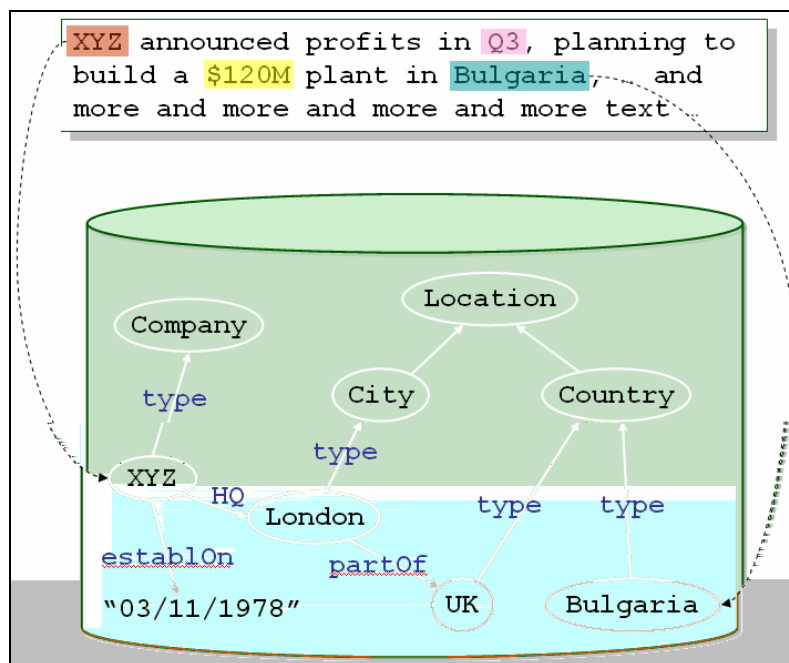 XYZ announced profits in Q3, planning to
build a $120M plant in Bulgaria, … and
more and more and more and more text …
Location
Company
City
Country
type
type
XYZ
HQ
London
type
type
establOn
partOf
"03/11/1978"
UK
Bulgaria